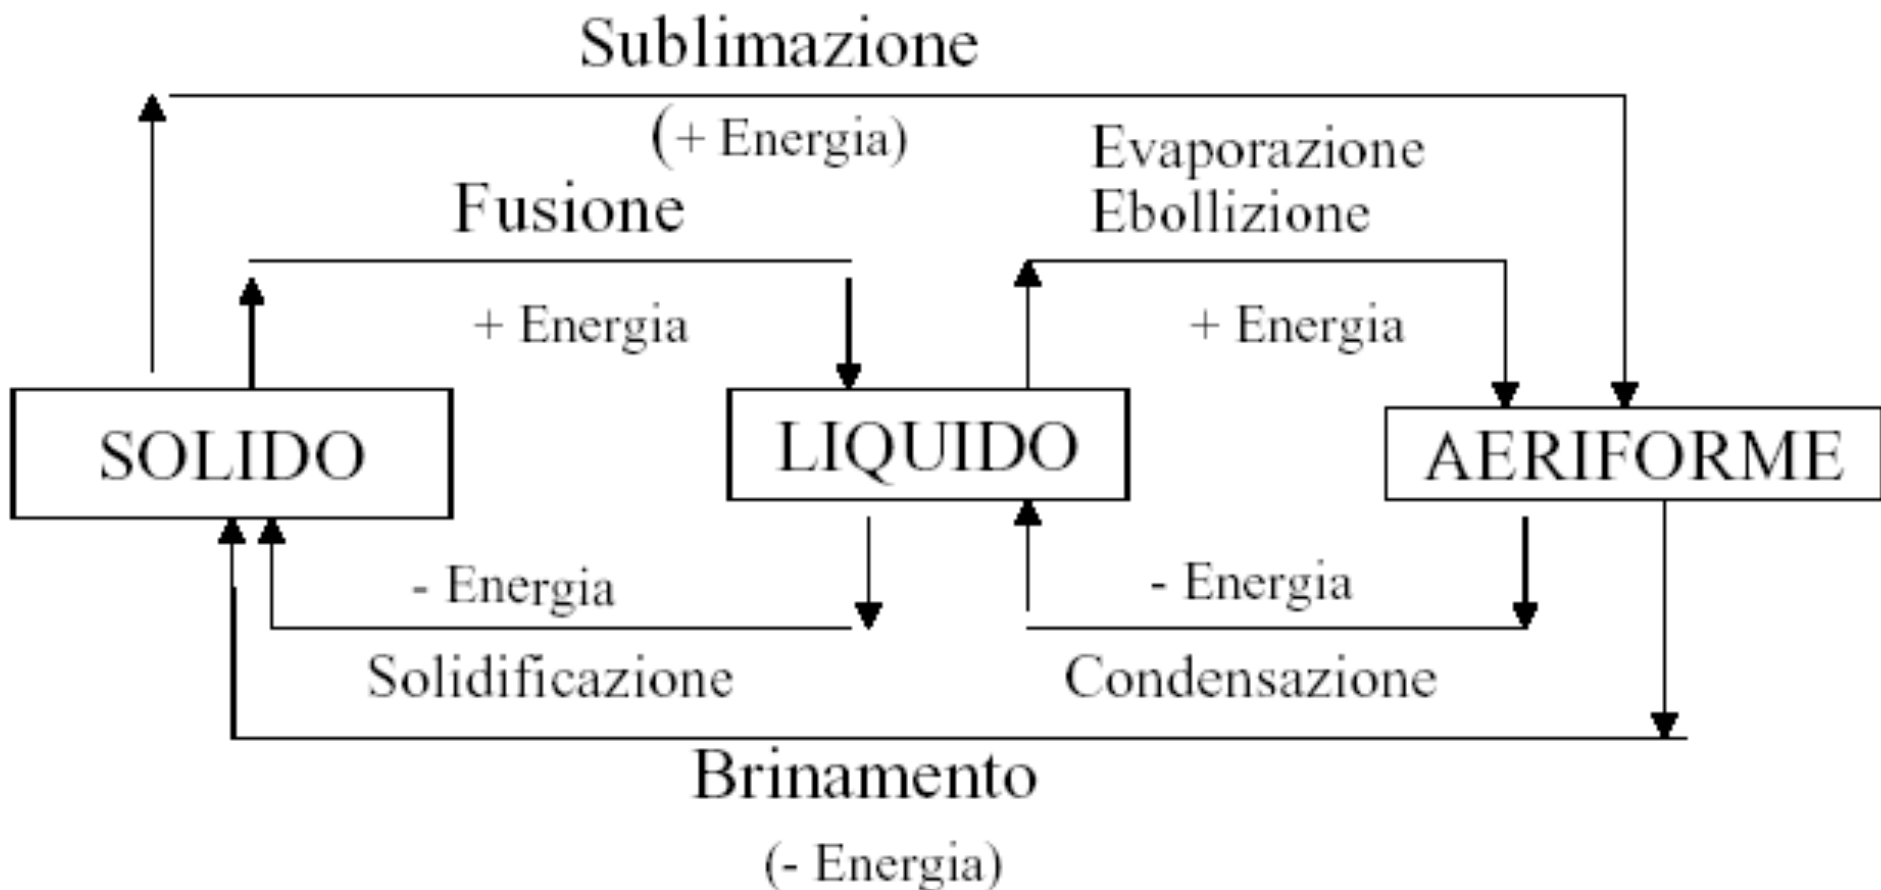 Sublimazione
(+ Energia)
Evaporazione
Ebollizione
Fusione
+ Energia
+ Energia
SOLIDO
LIQUIDO
AERIFORME
- Energia
- Energia
Solidificazione
Condensazione
Brinamento
(- Energia)